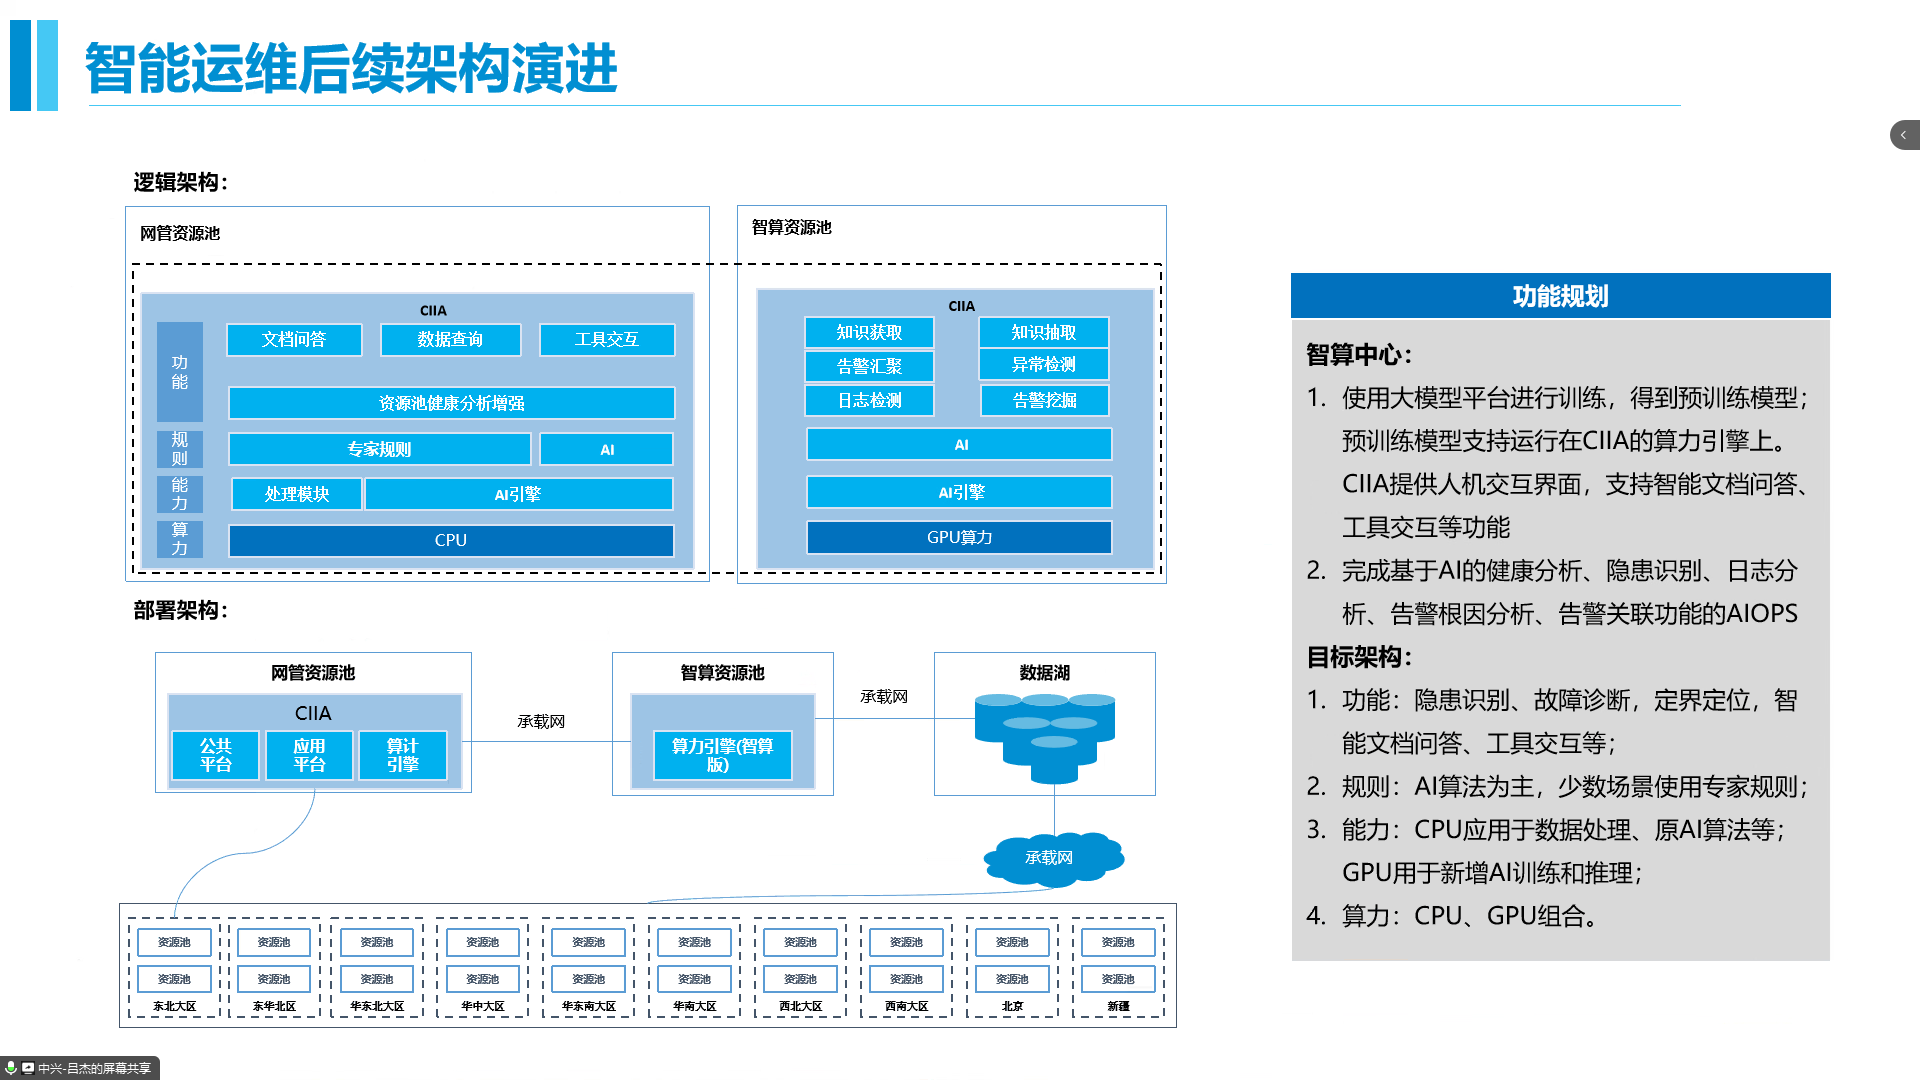 智能运维后续架构演进
逻辑架构：
网管资源池
CIIA
功能
文档问答
数据查询
工具交互
资源池健康分析增强
规则
专家规则
AI
能力
处理模块
AI引擎
算力
CPU
智算资源池
CIIA
知识获取
知识抽取
告警汇聚
异常检测
日志检测
告警挖掘
AI
AI引擎
GPU算力
部署架构：
网管资源池
CIIA
公共
平台
应用
平台
算计
引擎
承载网
智算资源池
算力引擎(智算
版)
承载网
数据湖
承载网
资源池 资源池 资源池 资源池 资源池 资源池 资源池 资源池 资源池 资源池
资源池 资源池 资源池 资源池 资源池 资源池 资源池 资源池 资源池 资源池
东北大区 东华北区 华东北大区 华中大区 华东南大区 华南大区 西北大区 西南大区 北京 新疆
功能规划
智算中心：
1. 使用大模型平台进行训练，得到预训练模型；
预训练模型支持运行在CIIA的算力引擎上。
CIIA提供人机交互界面，支持智能文档问答、
工具交互等功能
2. 完成基于AI的健康分析、隐患识别、日志分
析、告警根因分析、告警关联功能的AIOPS
目标架构：
1. 功能：隐患识别、故障诊断，定界定位，智
能文档问答、工具交互等；
2. 规则：AI算法为主，少数场景使用专家规则；
3. 能力：CPU应用于数据处理、原AI算法等；
GPU用于新增AI训练和推理；
4. 算力：CPU、GPU组合。
中兴-吕杰的屏幕共享